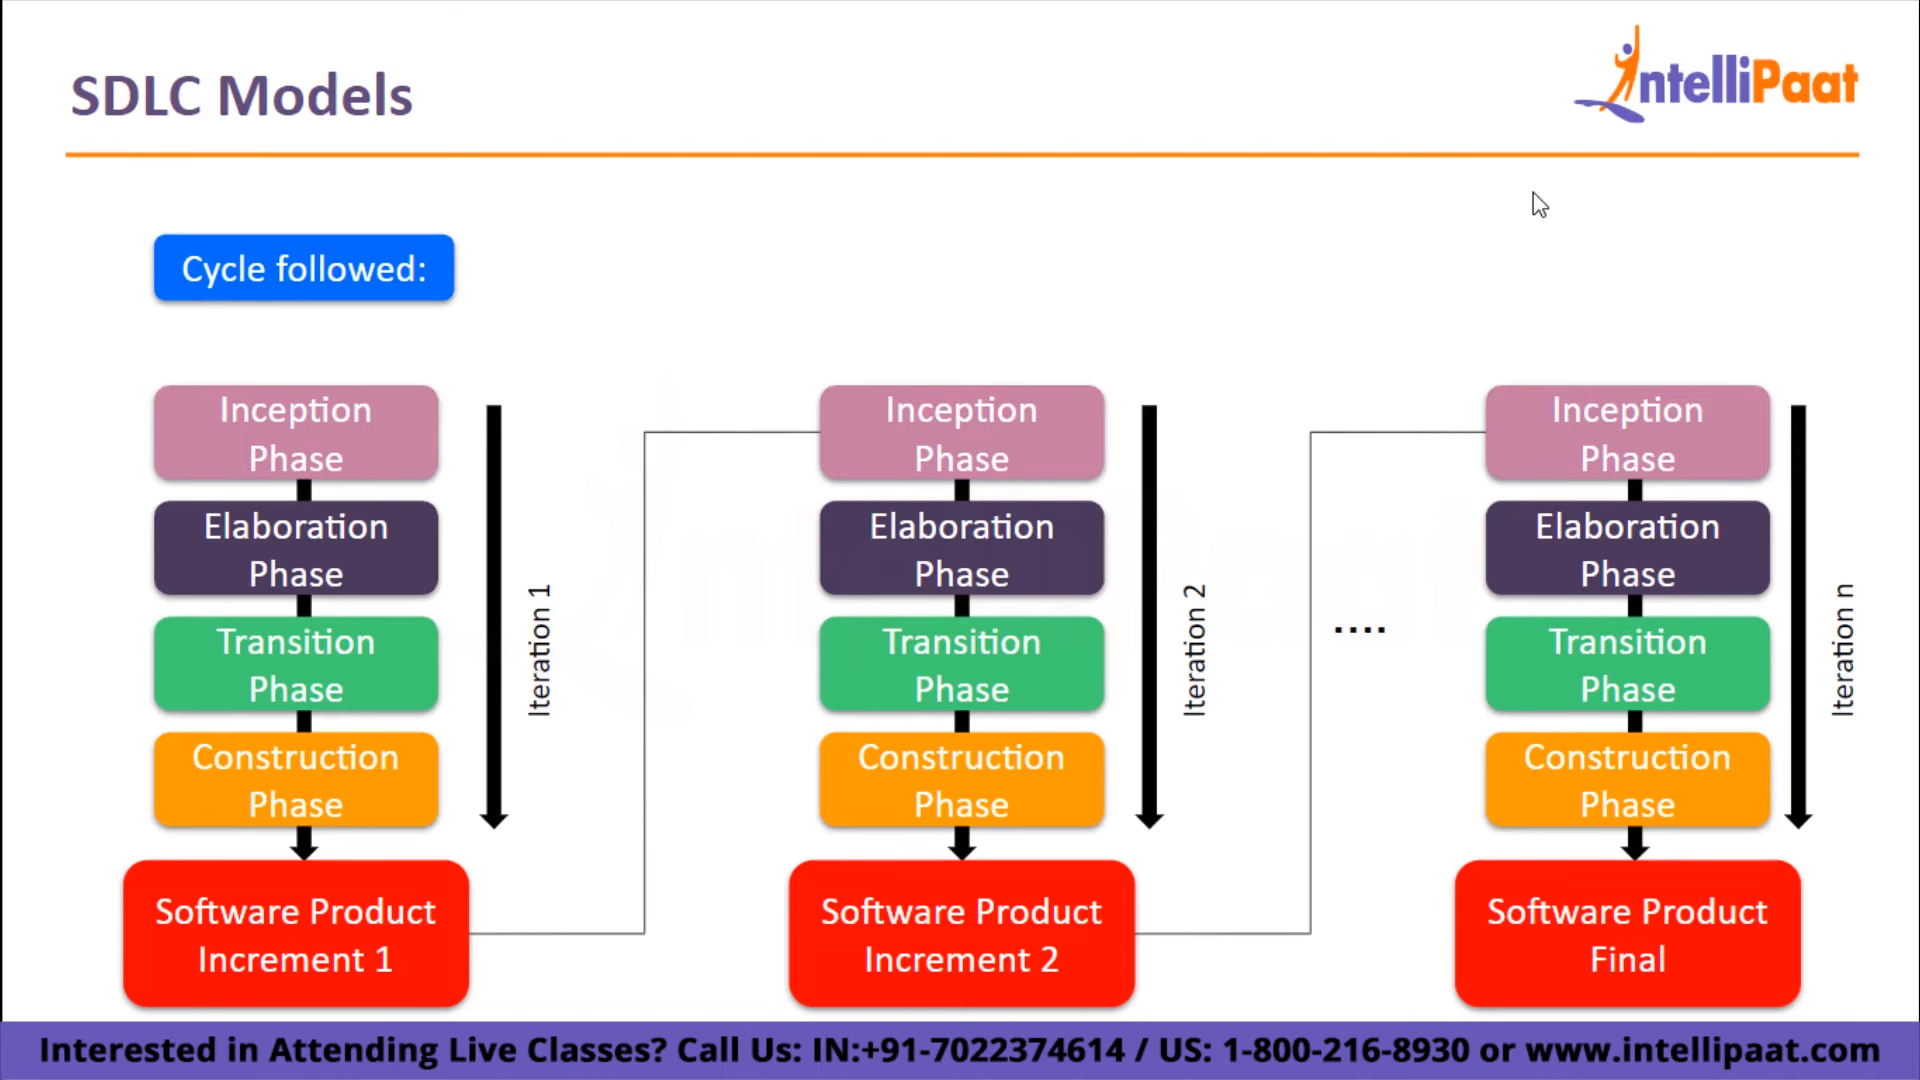 SDLC Models
IntelliPaat
Cycle followed:
Inception
Phase
Elaboration
Phase
Transition
Phase
Construction
Phase
Software Product
Increment 1
Iteration 1
Inception
Phase
Elaboration
Phase
Transition
Phase
Construction
Phase
Software Product
Increment 2
Iteration 2
....
Inception
Phase
Elaboration
Phase
Transition
Phase
Construction
Phase
Software Product
Final
Iteration n
Interested in Attending Live Classes? Call Us: IN:+91-7022374614 / US: 1-800-216-8930 or www.intellipaat.com